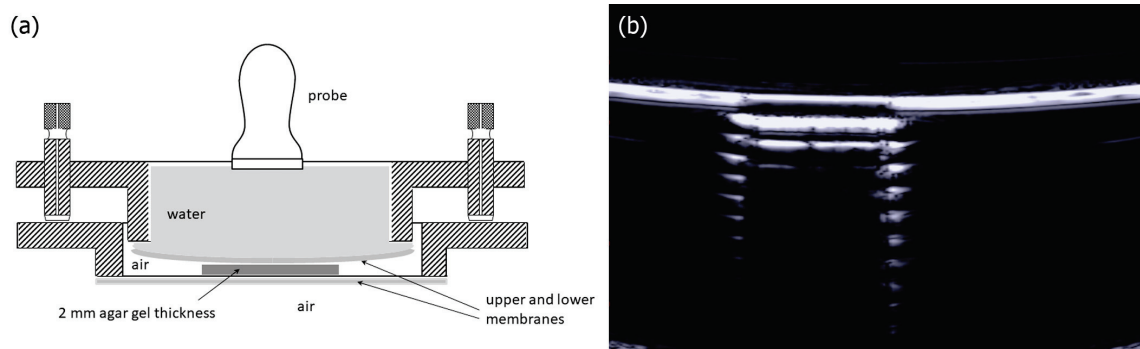 (a)
probe
water
air
2 mm agar gel thickness
air
upper and lower
membranes
(b)